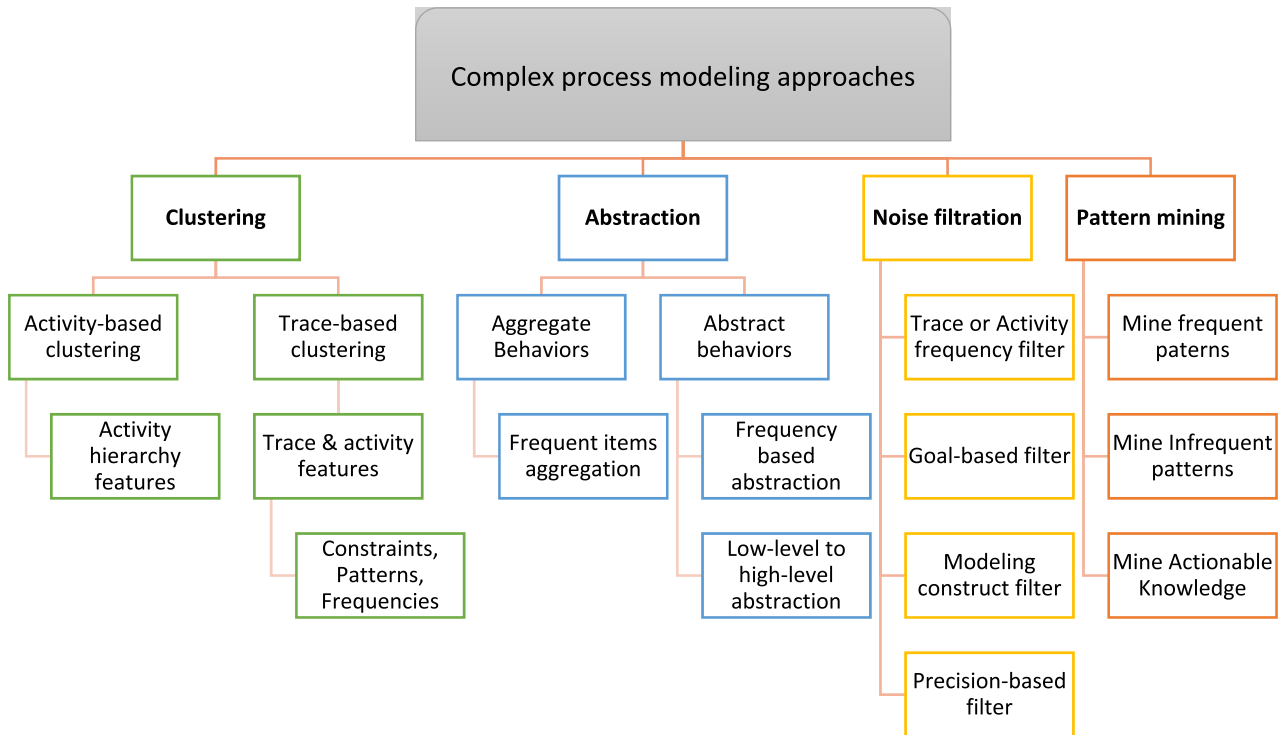 Complex process modeling approaches
Clustering
Abstraction
Noise filtration
Pattern mining
Activity-based
clustering
Trace-based
clustering
Aggregate
Behaviors
Abstract
behaviors
Trace or Activity
frequency filter
Mine frequent
paterns
Activity
hierarchy
features
Trace & activity
features
Frequent items
aggregation
Frequency
based
abstraction
Goal-based filter
Mine Infrequent
patterns
Constraints,
Patterns,
Frequencies
Low-level to
high-level
abstraction
Modeling
construct filter
Mine Actionable
Knowledge
Precision-based
filter